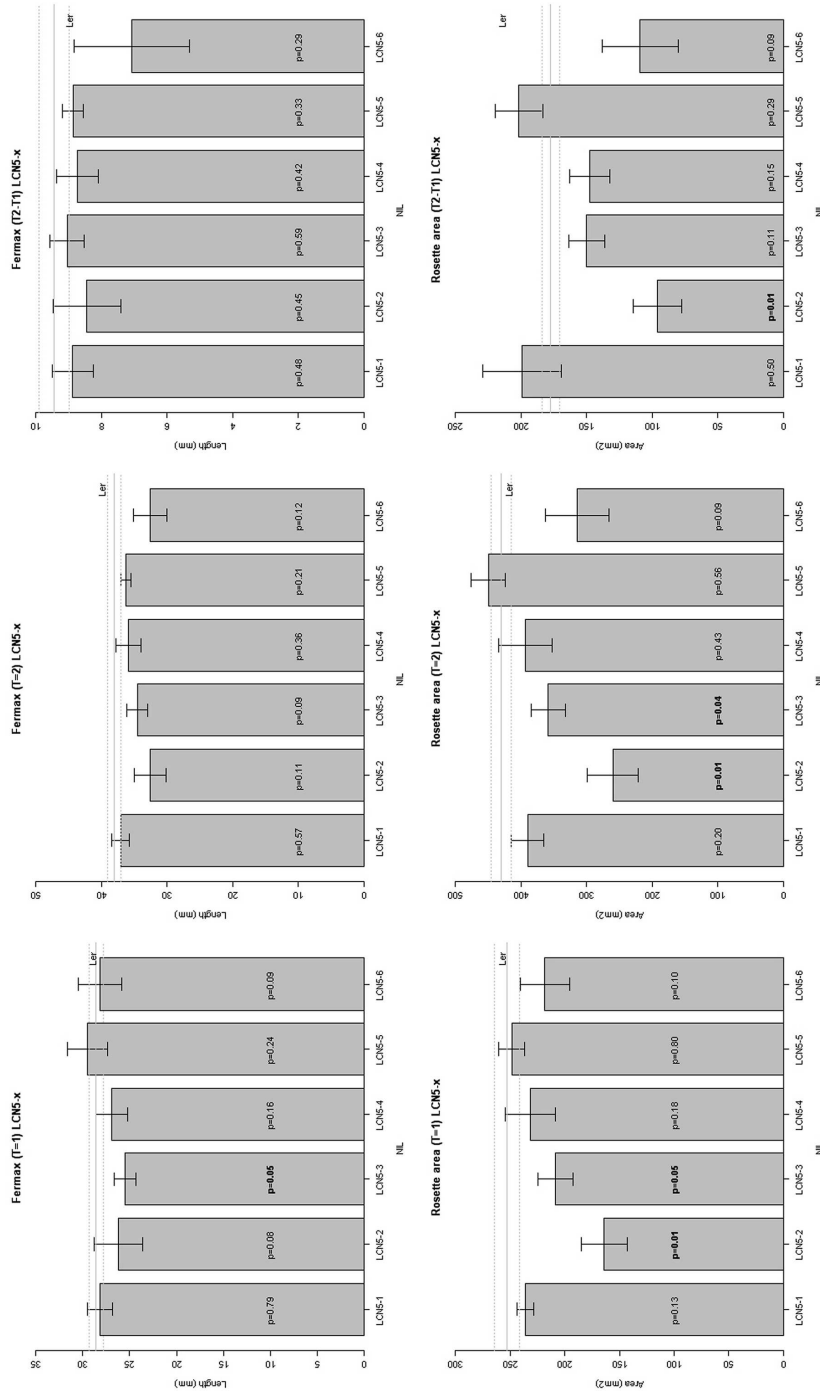 Fermax (T=1) LCN5-x
Length (mm)
35
30
25
20
15
10
5
0
Ler
p=0.79
p=0.08
p=0.05
p=0.16
p=0.24
p=0.09
LCN5-1
LCN5-2
LCN5-3
LCN5-4
LCN5-5
LCN5-6
NIL
Fermax (T=2) LCN5-x
Length (mm)
50
40
30
20
10
0
Ler
p=0.57
p=0.11
p=0.09
p=0.36
p=0.21
p=0.12
LCN5-1
LCN5-2
LCN5-3
LCN5-4
LCN5-5
LCN5-6
NIL
Fermax (T2-T1) LCN5-x
Length (mm)
10
8
6
4
2
0
Ler
p=0.48
p=0.45
p=0.59
p=0.42
p=0.33
p=0.29
LCN5-1
LCN5-2
LCN5-3
LCN5-4
LCN5-5
LCN5-6
NIL
Rosette area (T=1) LCN5-x
Area (mm2)
300
250
200
150
100
50
0
Ler
p=0.13
p=0.01
p=0.05
p=0.18
p=0.80
p=0.10
LCN5-1
LCN5-2
LCN5-3
LCN5-4
LCN5-5
LCN5-6
NIL
Rosette area (T=2) LCN5-x
Area (mm2)
500
400
300
200
100
0
Ler
p=0.20
p=0.01
p=0.04
p=0.43
p=0.56
p=0.09
LCN5-1
LCN5-2
LCN5-3
LCN5-4
LCN5-5
LCN5-6
NIL
Rosette area (T2-T1) LCN5-x
Area (mm2)
250
200
150
100
50
0
Ler
p=0.50
p=0.01
p=0.11
p=0.15
p=0.29
p=0.09
LCN5-1
LCN5-2
LCN5-3
LCN5-4
LCN5-5
LCN5-6
NIL